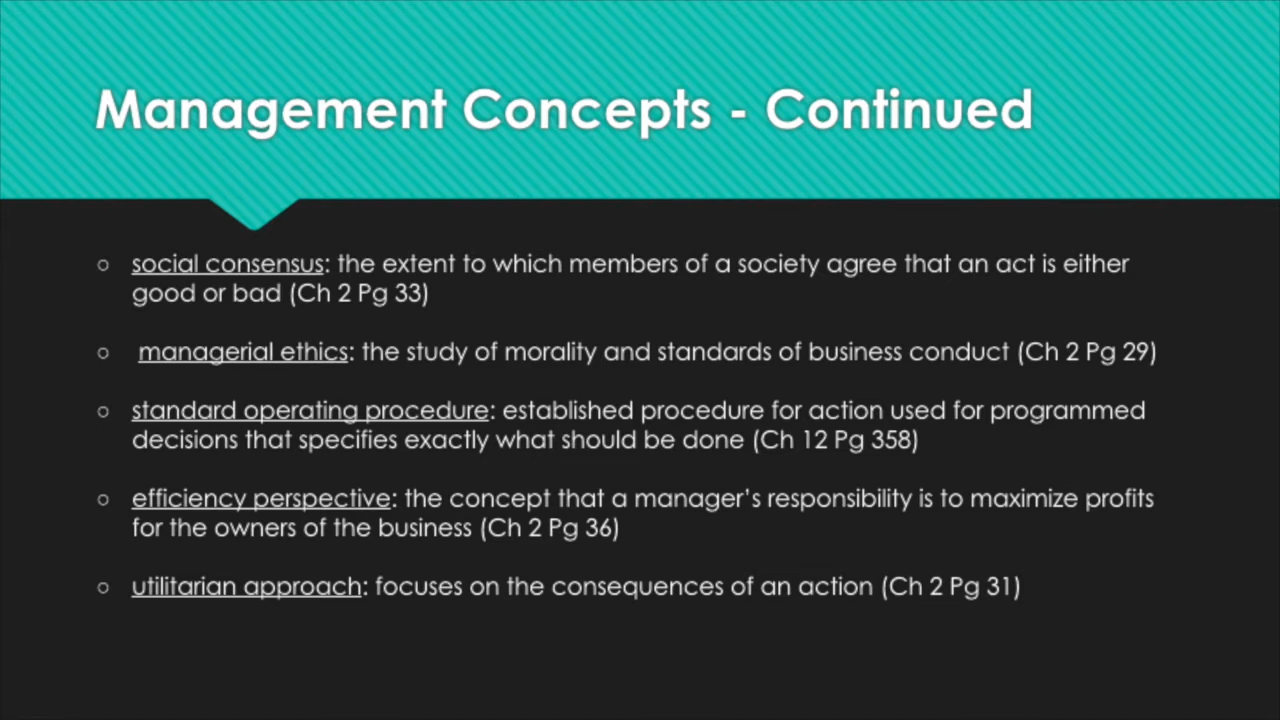 Management Concepts - Continued
social consensus: the extent to which members of a society agree that an act is either
good or bad (Ch 2 Pg 33)
managerial ethics: the study of morality and standards of business conduct (Ch 2 Pg 29)
standard operating procedure: established procedure for action used for programmed
decisions that specifies exactly what should be done (Ch 12 Pg 358)
efficiency perspective: the concept that a manager’s responsibility is to maximize profits
for the owners of the business (Ch 2 Pg 36)
utilitarian approach: focuses on the consequences of an action (Ch 2 Pg 31)